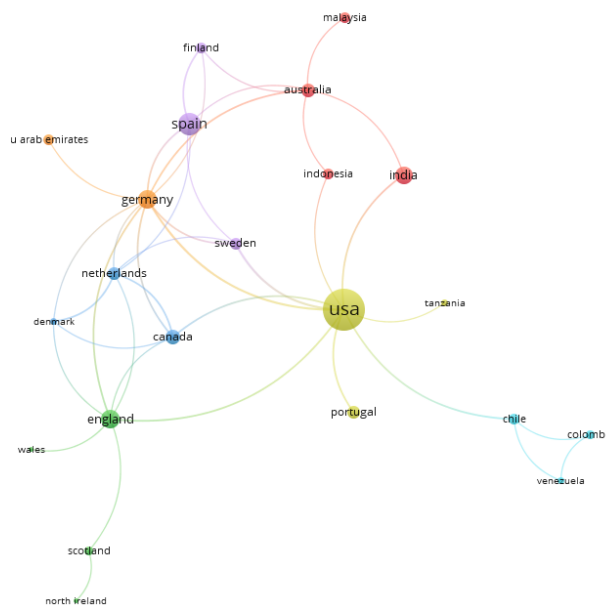 malaysia
finland
australia
spain
u arab emirates
indonesia
india
germany
sweden
netherlands
tanzania
usa
denmark
canada
portugal
england
chile
colomb
wales
venezuela
scotland
north ireland